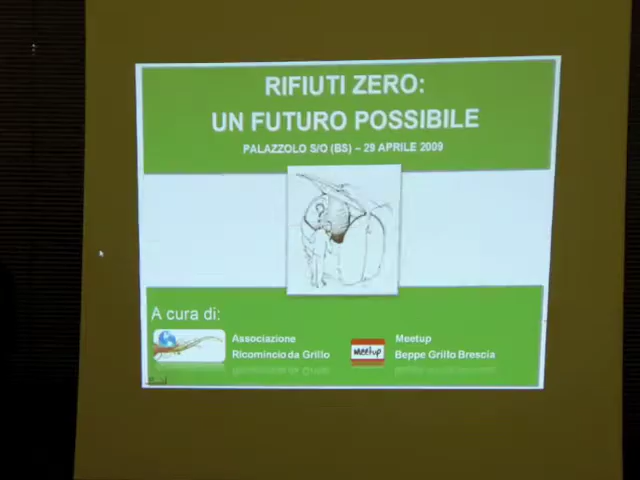 RIFIUTI ZERO:
UN FUTURO POSSIBILE
PALAZZOLO S/O (BS) – 29 APRILE 2009
A cura di:
Associazione
Ricomincio da Grillo
Meetup
Meetup
Beppe Grillo Brescia